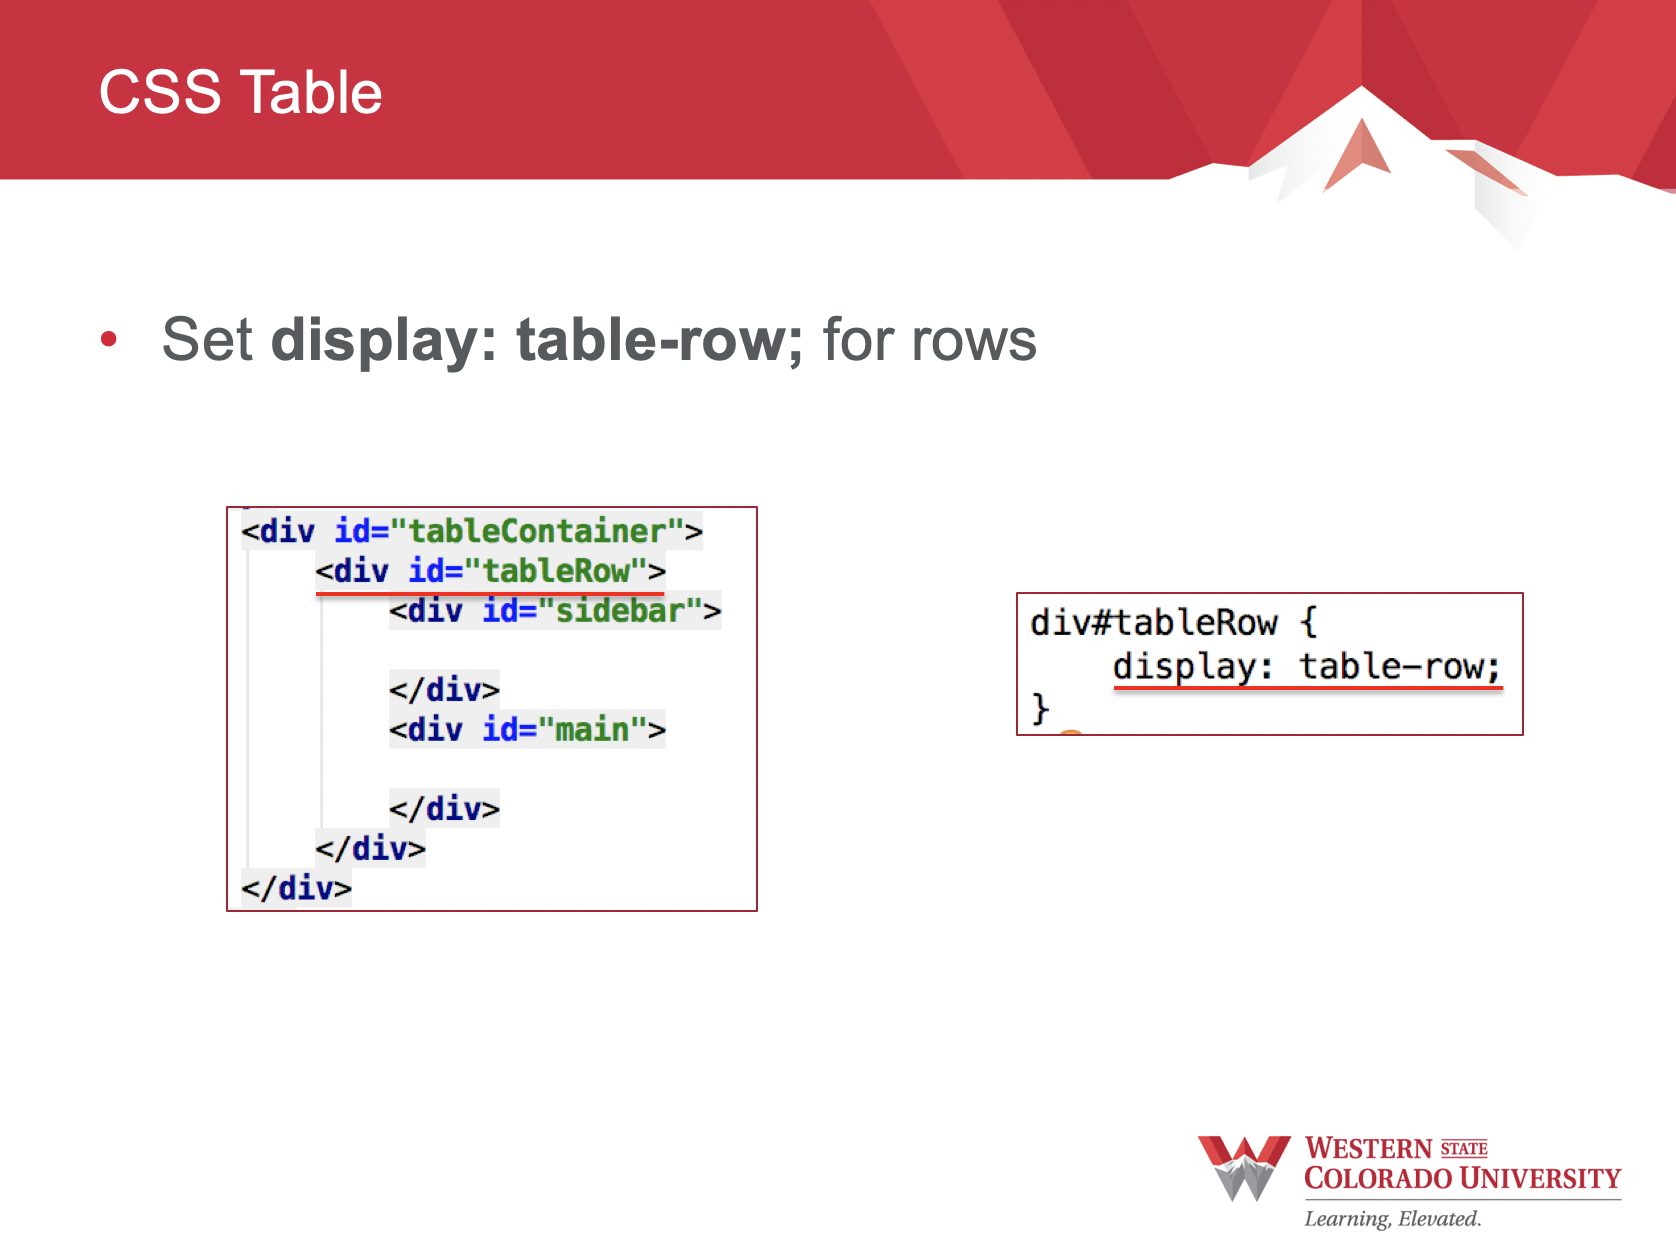 CSS Table
• Set display: table-row; for rows
<div id="tableContainer">
<div id="tableRow">
<div id="sidebar">
</div>
<div id="main">
</div>
</div>
</div>
div#tableRow {
display: table-row;
}
WESTERN STATE
COLORADO UNIVERSITY
Learning, Elevated.